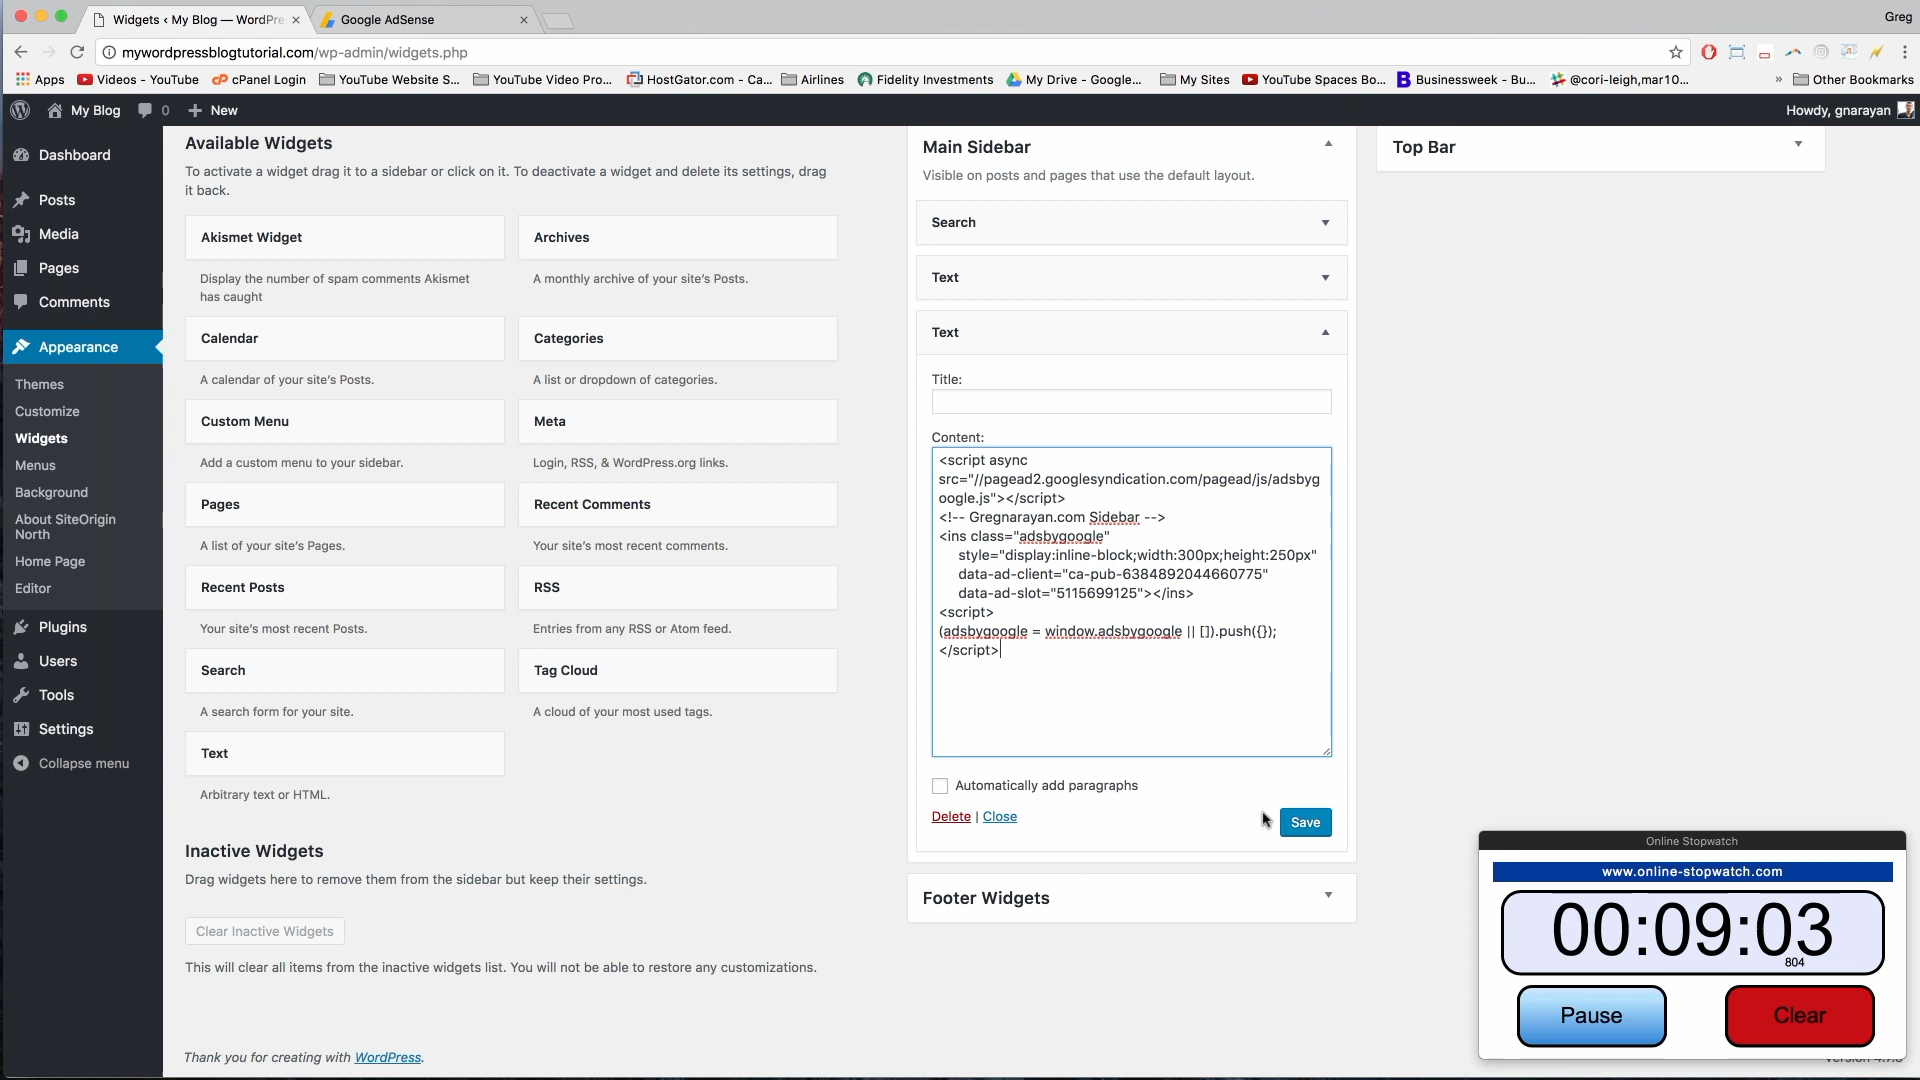 Widgets ‹ My Blog — WordPre
Google AdSense
Greg
mywordpressblogtutorial.com/wp-admin/widgets.php
Apps
Videos - YouTube
cPanel Login
YouTube Website S...
YouTube Video Pro...
HostGator.com - Ca...
Airlines
Fidelity Investments
My Drive - Google...
My Sites
YouTube Spaces Bo...
Businessweek - Bu...
@cori-leigh,mar10...
»
Other Bookmarks
My Blog
0
New
Howdy, gnarayan
Dashboard
Posts
Media
Pages
Comments
Appearance
Themes
Customize
Widgets
Menus
Background
About SiteOrigin
North
Home Page
Editor
Plugins
Users
Tools
Settings
Collapse menu
Available Widgets
To activate a widget drag it to a sidebar or click on it. To deactivate a widget and delete its settings, drag
it back.
Akismet Widget
Display the number of spam comments Akismet
has caught
Archives
A monthly archive of your site’s Posts.
Calendar
A calendar of your site’s Posts.
Categories
A list or dropdown of categories.
Custom Menu
Add a custom menu to your sidebar.
Meta
Login, RSS, & WordPress.org links.
Pages
A list of your site’s Pages.
Recent Comments
Your site’s most recent comments.
Recent Posts
Your site’s most recent Posts.
RSS
Entries from any RSS or Atom feed.
Search
A search form for your site.
Tag Cloud
A cloud of your most used tags.
Text
Arbitrary text or HTML.
Inactive Widgets
Drag widgets here to remove them from the sidebar but keep their settings.
Clear Inactive Widgets
This will clear all items from the inactive widgets list. You will not be able to restore any customizations.
Thank you for creating with WordPress.
Main Sidebar
Visible on posts and pages that use the default layout.
Search
Text
Text
Title:
Content:
<script async
src="//pagead2.googlesyndication.com/pagead/js/adsbyg
oogle.js"></script>
<!-- Gregnarayan.com Sidebar -->
<ins class="adsbygoogle"
style="display:inline-block;width:300px;height:250px"
data-ad-client="ca-pub-6384892044660775"
data-ad-slot="5115699125"></ins>
<script>
(adsbygoogle = window.adsbygoogle || []).push({});
</script>
Automatically add paragraphs
Delete | Close
Save
Footer Widgets
Top Bar
Online Stopwatch
www.online-stopwatch.com
00:09:03
804
Pause
Clear